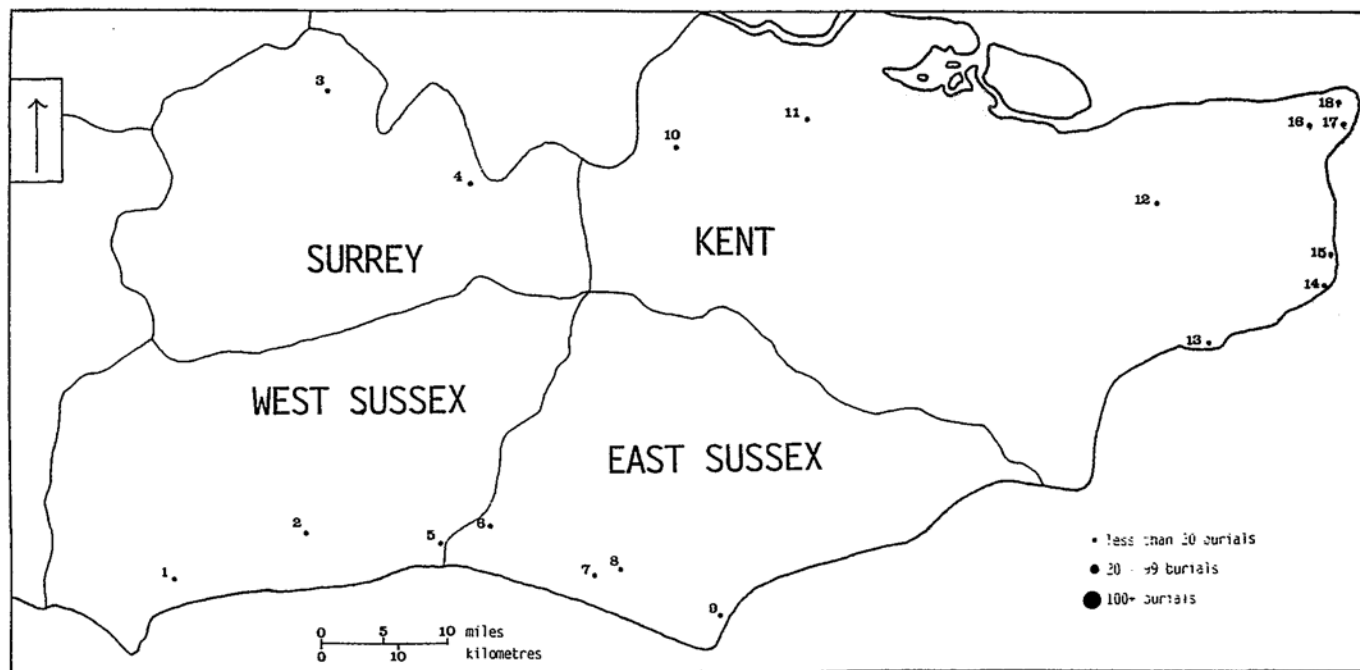 3
18
11
16 17
10
4
12
SURREY
KENT
15
14
13
WEST SUSSEX
EAST SUSSEX
2
6
5
less than 20 burials
8
7
20 - 99 burials
1
100+ burials
9
0 5 10 miles
0 10 kilometres